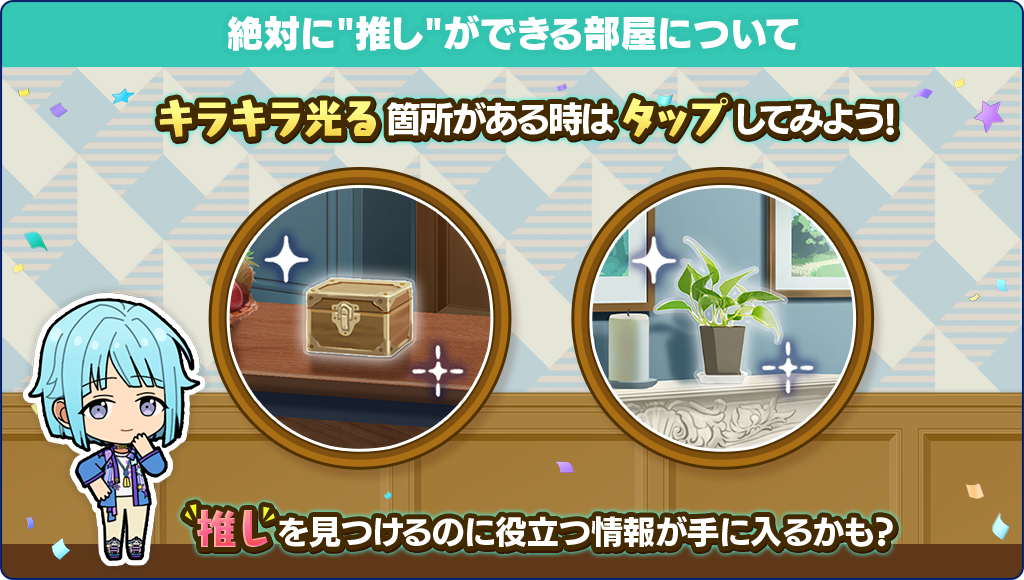 絶対に"推し"ができる部屋について
キラキラ光る箇所がある時はタップしてみよう!
推しを見つけるのに役立つ情報が手に入るかも?